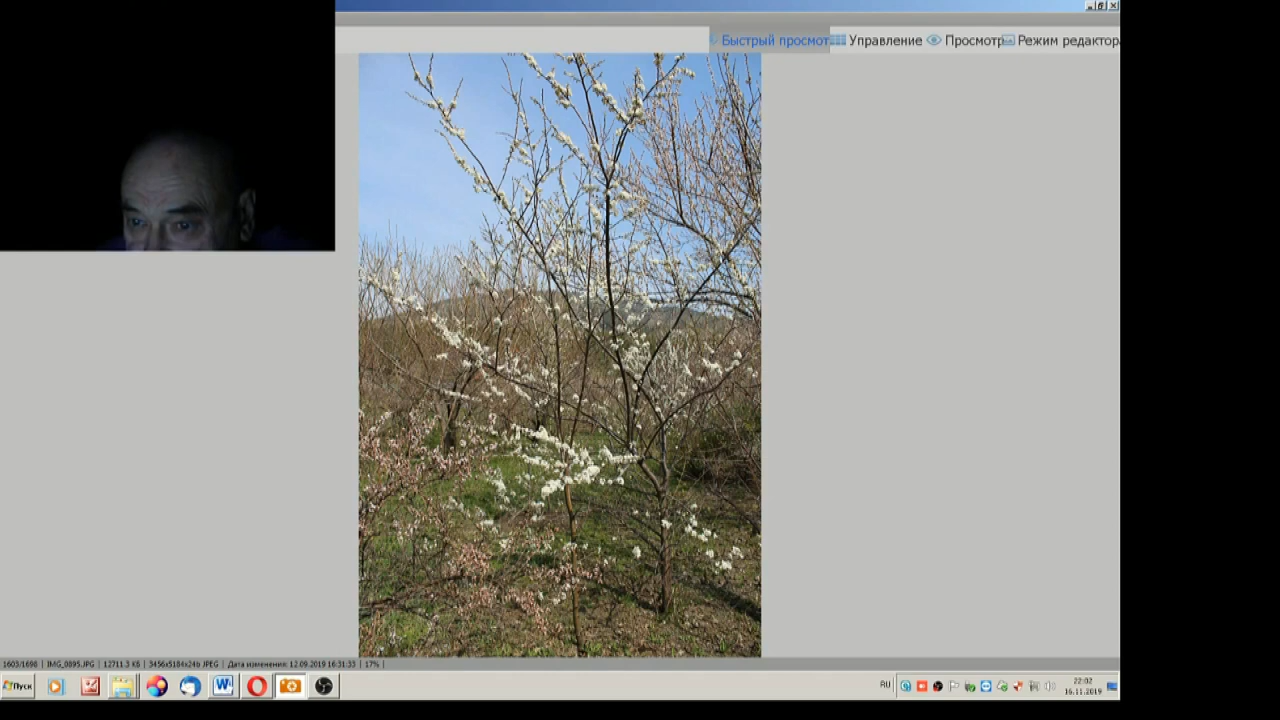 Быстрый просмот Управление Просмотр Режим редактор
1603/1698 | IMG_0895.JPG | 12711.3 КБ | 3456x5184x24b JPEG | Дата изменения: 12.09.2019 16:31:33 | 17% |
Пуск
W
RU
22:02
16.11.2019